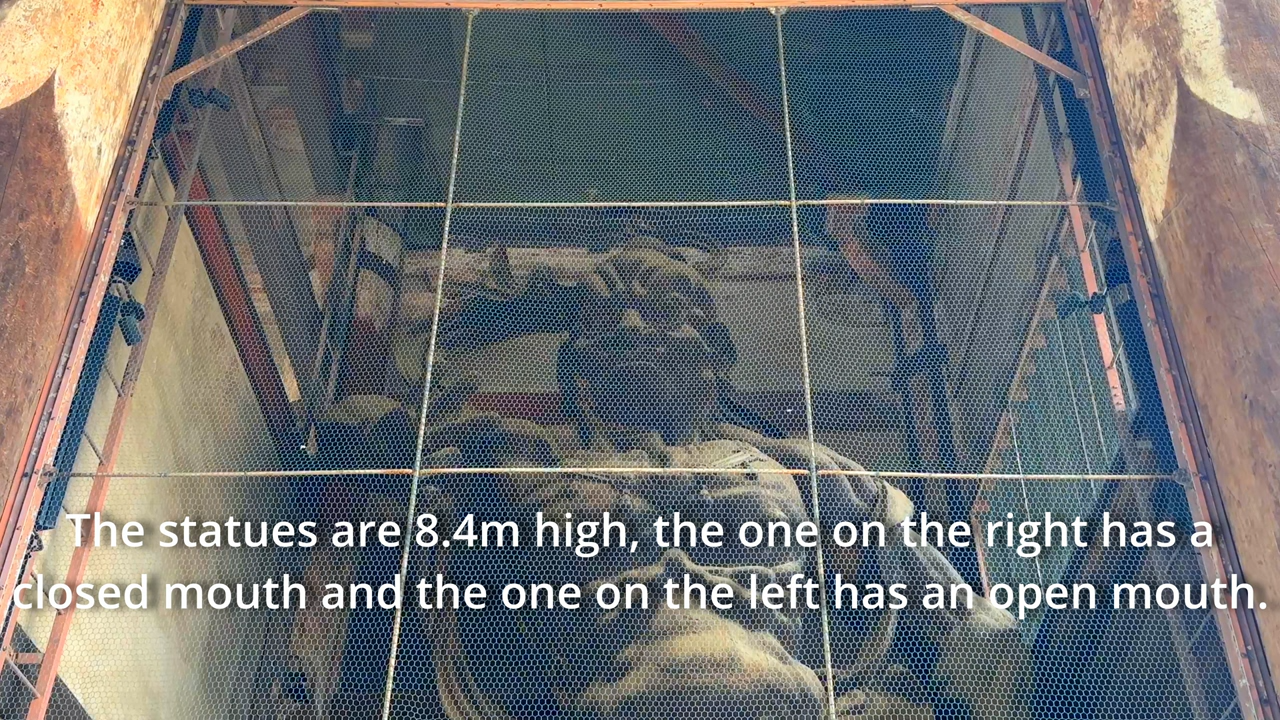 The statues are 8.4m high, the one on the right has a
closed mouth and the one on the left has an open mouth.